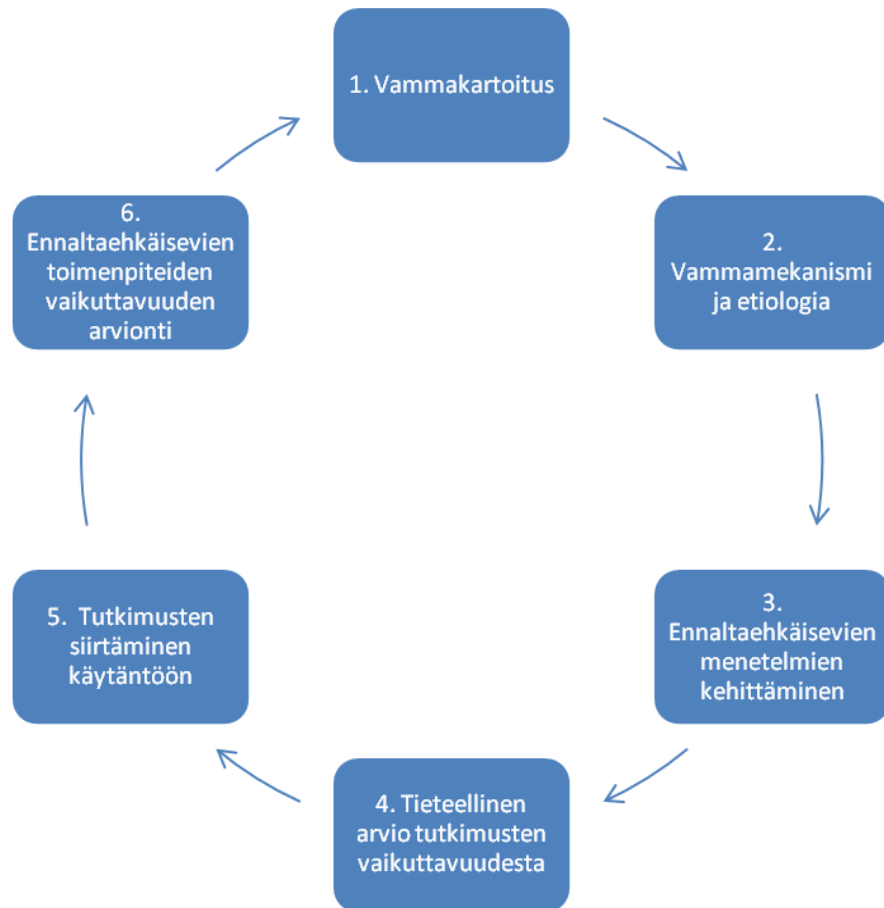 1. Vammakartoitus
2.
Vammamekanismi
ja etiologia
3.
Ennaltaehkäisevien
menetelmien
kehittäminen
4. Tieteellinen
arvio tutkimusten
vaikuttavuudesta
5. Tutkimusten
siirtäminen
käytäntöön
6.
Ennaltaehkäisevien
toimenpiteiden
vaikuttavuuden
arvionti